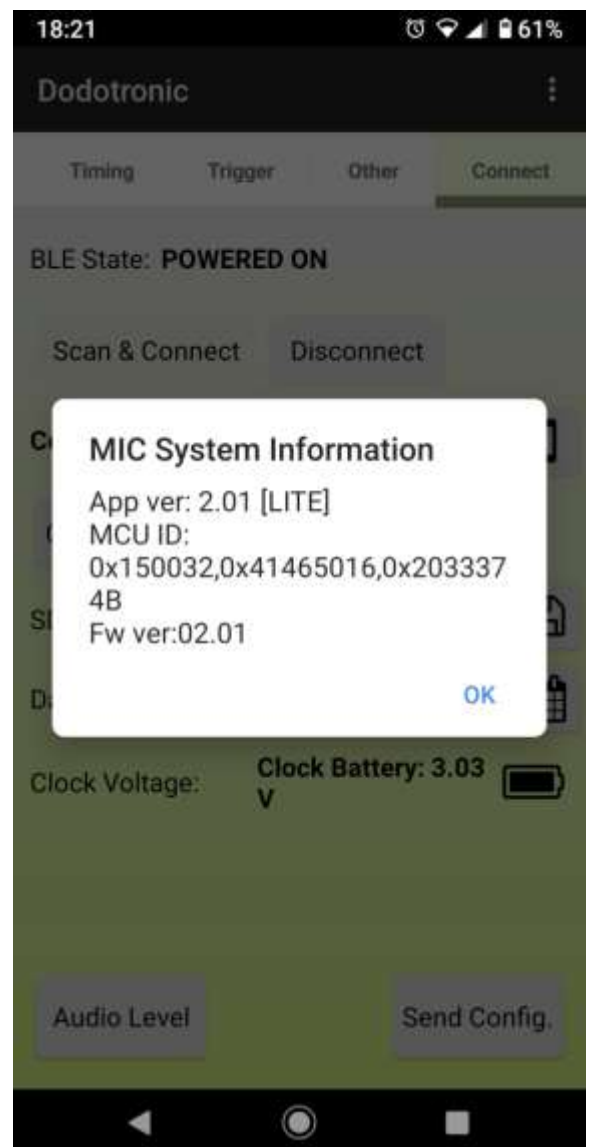 18:21 61%
Dodotronic
Timing Trigger Other Connect
BLE State: POWERED ON
Scan & Connect Disconnect
MIC System Information
App ver: 2.01 [LITE]
MCU ID:
0x150032,0x41465016,0x203337
4B
Fw ver:02.01
OK
Clock Voltage: Clock Battery: 3.03
V
Audio Level Send Config.